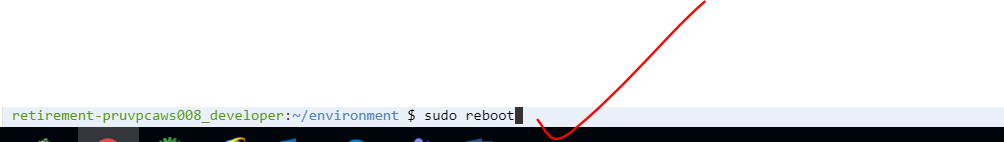 retirement-pruvpcaws008_developer:~/environment $ sudo reboot